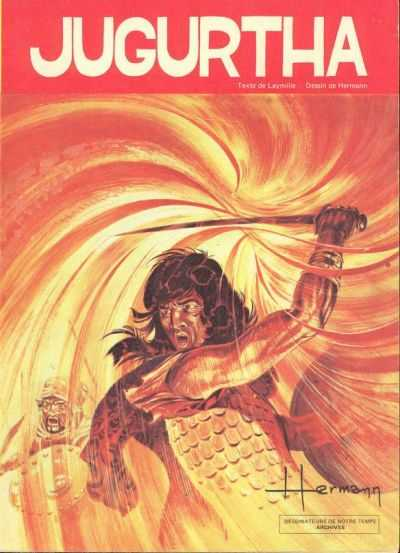 JUGURTHA
Texte de Laymilie Dessin de Hermann
Hermann
DESSINATEURS DE NOTRE TEMPS
ARCHIVES